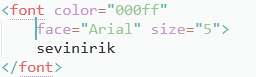 <font color="000ff"
face="Arial" size="5">
sevinirik
</font>